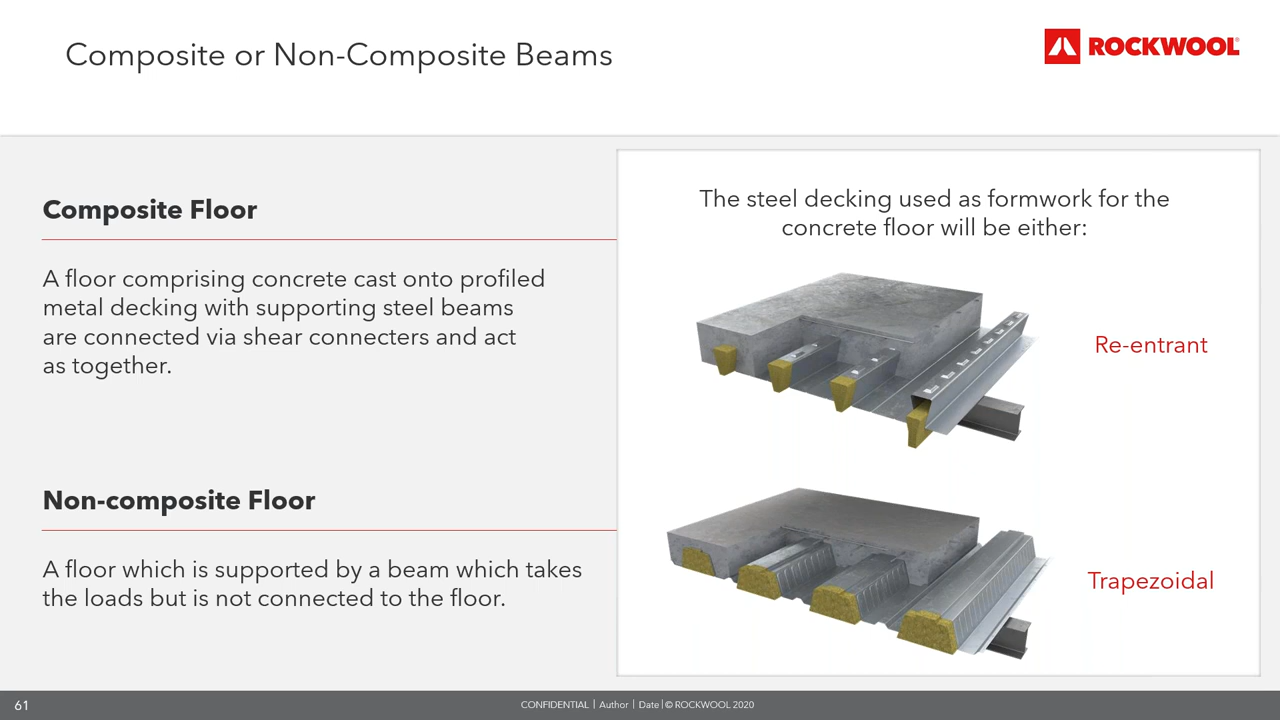 Composite or Non-Composite Beams
ROCKWOOL®
Composite Floor
A floor comprising concrete cast onto profiled
metal decking with supporting steel beams
are connected via shear connecters and act
as together.
Non-composite Floor
A floor which is supported by a beam which takes
the loads but is not connected to the floor.
The steel decking used as formwork for the
concrete floor will be either:
Re-entrant
Trapezoidal
61
CONFIDENTIAL | Author | Date | © ROCKWOOL 2020